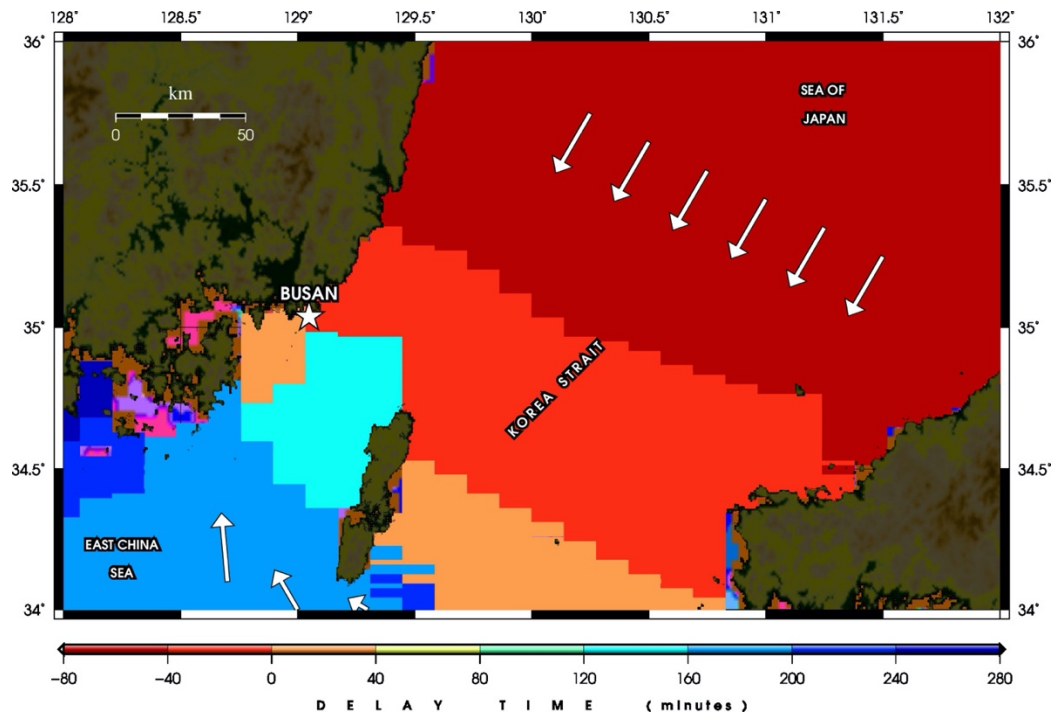 128° 128.5° 129° 129.5° 130° 130.5° 131° 131.5° 132°
36° 36°
SEA OF
JAPAN
km
0 50
35.5° 35.5°
BUSAN
35° 35°
KOREA STRAIT
34.5° 34.5°
EAST CHINA
SEA
34° 34°
-80 -40 0 40 80 120 160 200 240 280
DELAY TIME (minutes)